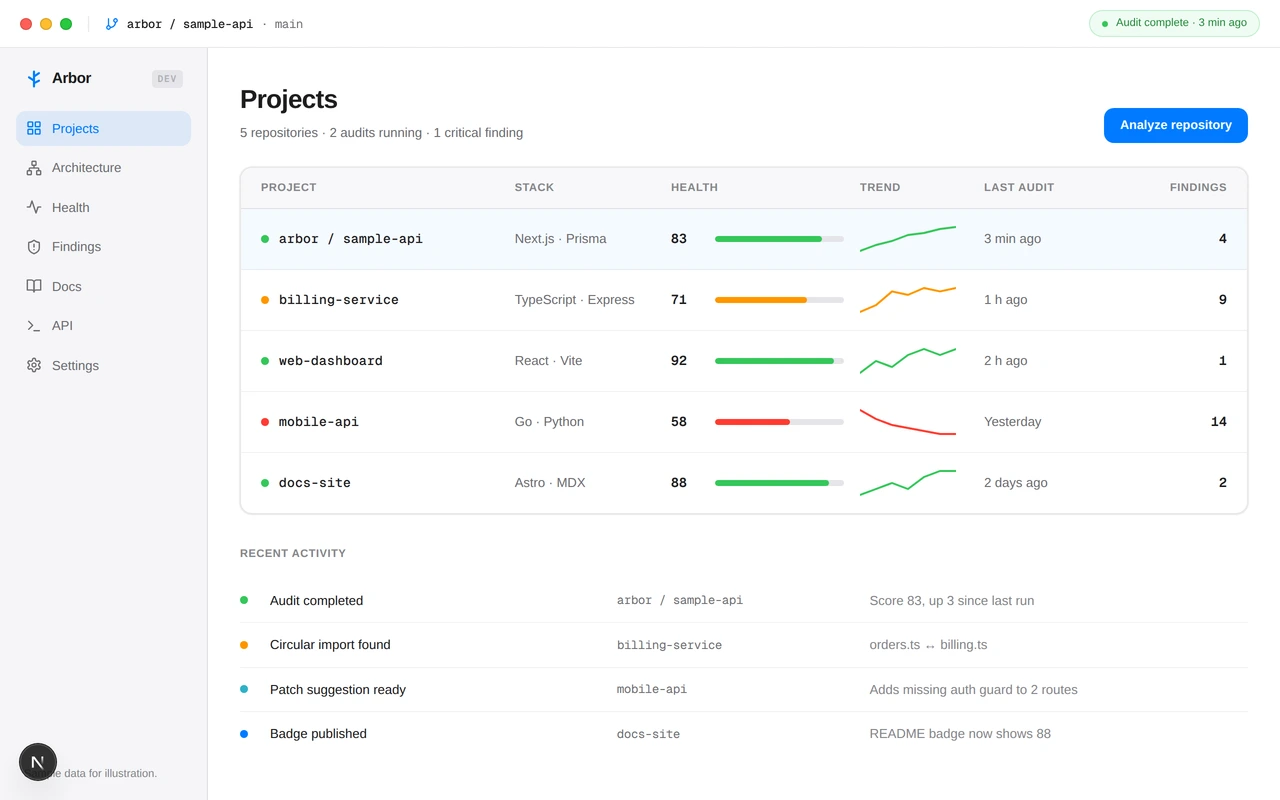 arbor / sample-api · main
Audit complete · 3 min ago
Arbor
DEV
Projects
Architecture
Health
Findings
Docs
API
Settings
data for illustration.
N
Projects
5 repositories · 2 audits running · 1 critical finding
Analyze repository
PROJECT STACK HEALTH TREND LAST AUDIT FINDINGS
arbor / sample-api Next.js · Prisma 83 3 min ago 4
billing-service TypeScript · Express 71 1 h ago 9
web-dashboard React · Vite 92 2 h ago 1
mobile-api Go · Python 58 Yesterday 14
docs-site Astro · MDX 88 2 days ago 2
RECENT ACTIVITY
Audit completed arbor / sample-api Score 83, up 3 since last run
Circular import found billing-service orders.ts ↔ billing.ts
Patch suggestion ready mobile-api Adds missing auth guard to 2 routes
Badge published docs-site README badge now shows 88